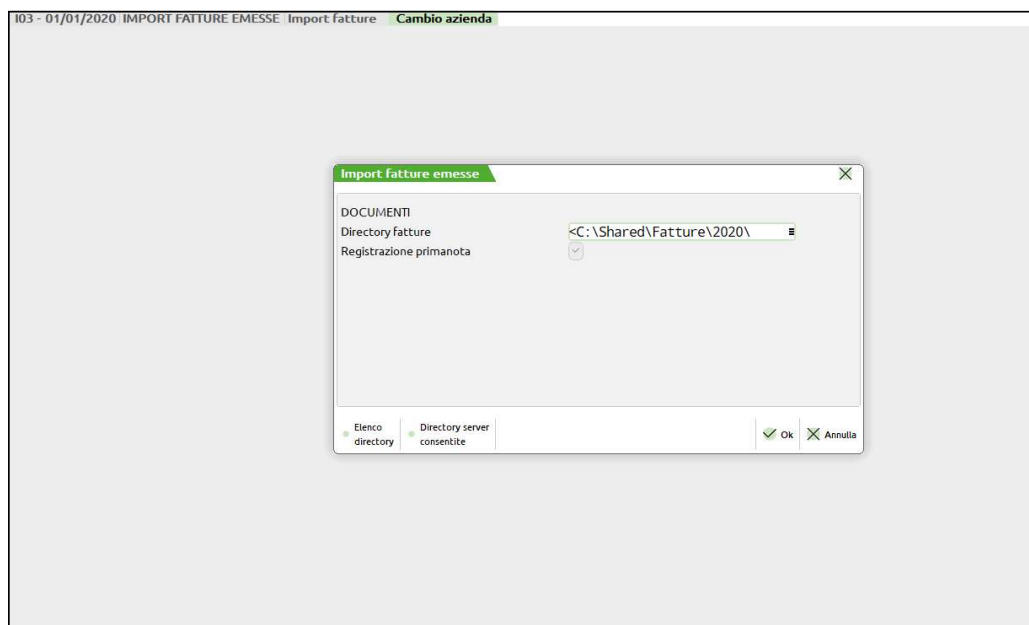 I03 - 01/01/2020 IMPORT FATTURE EMESSE Import fatture Cambio azienda
Import fatture emesse
DOCUMENTI
Directory fatture <C:\Shared\Fatture\2020\
Registrazione primanota
Elenco directory
Directory server consentite
Ok
Annulla